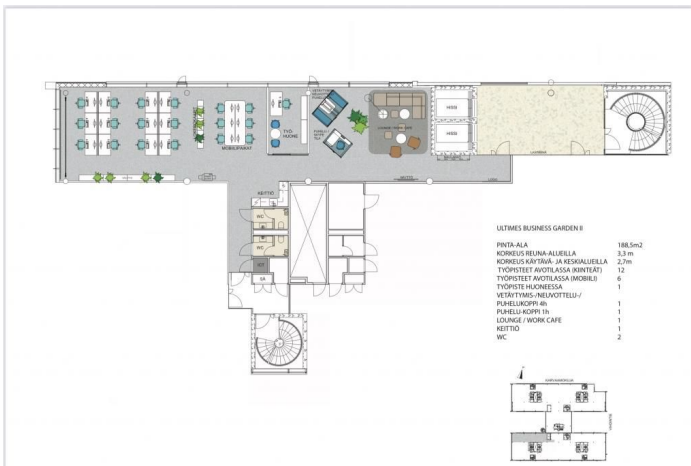 HISSI
HISSI
TYÖ
HUONE
MOBIILIPAIKAT
KEITTIÖ
WC
WC
ULTIMES BUSINESS GARDEN II
PINTA-ALA 188,5m2
KORKEUS REUNA-ALUEILLA 3,3 m
KORKEUS KÄYTÄVÄ- JA KESKIALUEILLA 2,7m
TYÖPISTEET AVOTILASSA (KIINTEÄT) 12
TYÖPISTEET AVOTILASSA (MOBIILI) 6
TYÖPISTE HUONEESSA 1
VETÄYTYMIS-/NEUVOTTELU-/
PUHELUKOPPI 4h 1
PUHELU-KOPPI 1h 1
LOUNGE / WORK CAFE 1
KEITTIÖ 1
WC 2